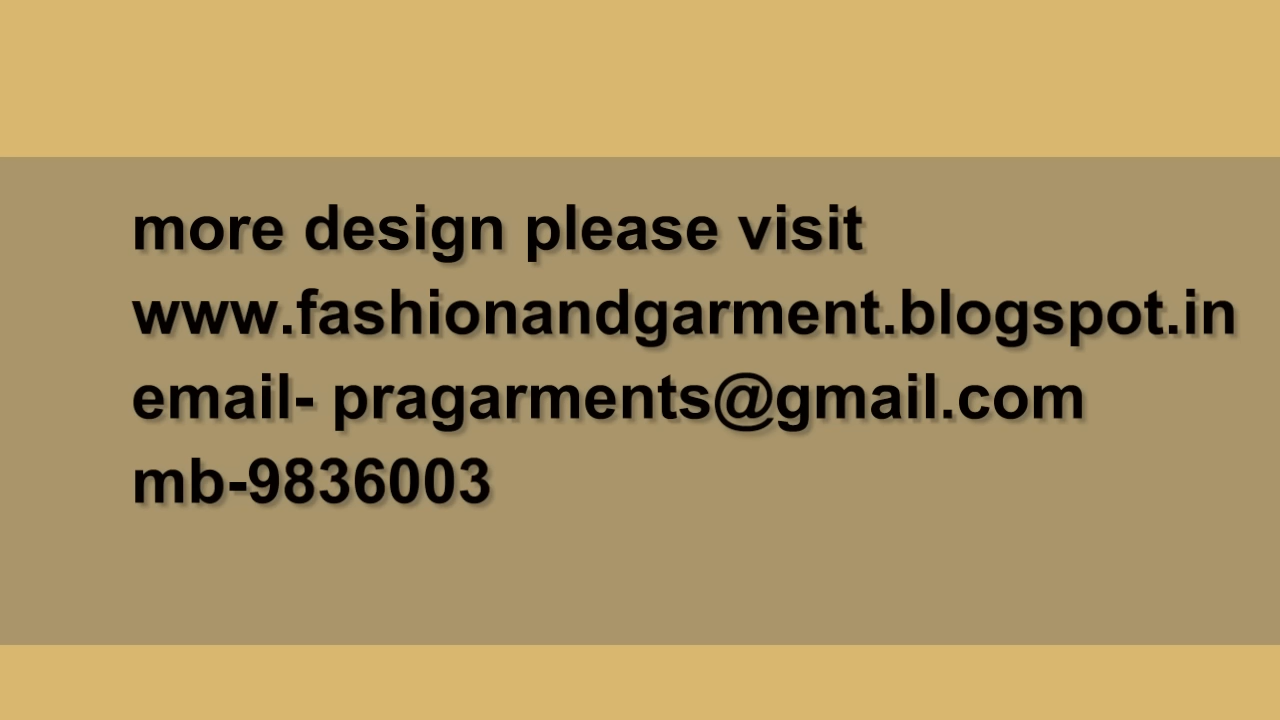 more design please visit
www.fashionandgarment.blogspot.in
email- pragarments@gmail.com
mb-9836003